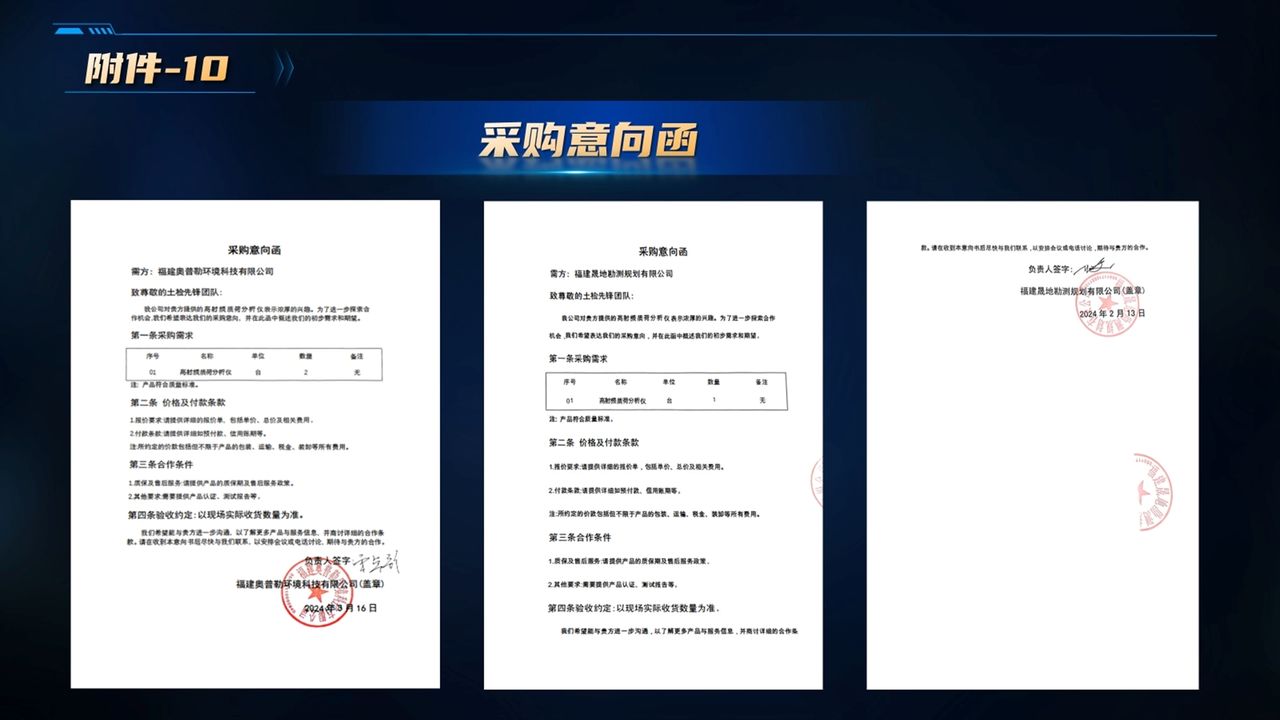 附件-10
采购意向函
采购意向函
需方：福建奥普勒环境科技有限公司
致尊敬的土检先锋团队：
我公司对贵方提供的高射频质荷分析仪表示浓厚的兴趣。为了进一步探索合
作机会,我们希望表达我们的采购意向，并在此函中概述我们的初步需求和期望。
第一条采购需求
序号 名称 单位 数量 备注
01 高射频质荷分析仪 台 2 无
注：产品符合质量标准。
第二条 价格及付款条款
1.报价要求:请提供详细的报价单，包括单价、总价及相关费用.
2.付款条款:请提供详细如预付款、信用账期等。
注:所约定的价款包括但不限于产品的包装、运输、税金、装卸等所有费用。
第三条合作条件
1.质保及售后服务:请提供产品的质保期及售后服务政策。
2.其他要求:需要提供产品认证、测试报告等.
第四条验收约定:以现场实际收货数量为准。
我们希望能与贵方进一步沟通，以了解更多产品与服务信息，并商讨详细的合作条
款。请在收到本意向书后尽快与我们联系，以安排会议或电话讨论，期待与贵方的合作。
负责人签字:
福建奥普勒环境科技有限公司(盖章)
2024年3月16日
采购意向函
需方：福建晟地勘测规划有限公司
致尊敬的土检先锋团队：
我公司对贵方提供的高射频质荷分析仪表示浓厚的兴趣。为了进一步探索合作
机会,我们希望表达我们的采购意向，并在此函中概述我们的初步需求和期望.
第一条采购需求
序号 名称 单位 数量 备注
01 高射频质荷分析仪 台 1 无
注：产品符合质量标准.
第二条 价格及付款条款
1.报价要求:请提供详细的报价单，包括单价、总价及相关费用。
2.付款条款:请提供详细如预付款、信用账期等。
注:所约定的价款包括但不限于产品的包装、运输、税金、装卸等所有费用。
第三条合作条件
1.质保及售后服务:请提供产品的质保期及售后服务政策.
2.其他要求:需要提供产品认证、测试报告等.
第四条验收约定:以现场实际收货数量为准.
我们希望能与贵方进一步沟通，以了解更多产品与服务信息，并商讨详细的合作条
款。请在收到本意向书后尽快与我们联系，以安排会议或电话讨论，期待与贵方的合作。
负责人签字:
福建晟地勘测规划有限公司(盖章)
2024年2月13日